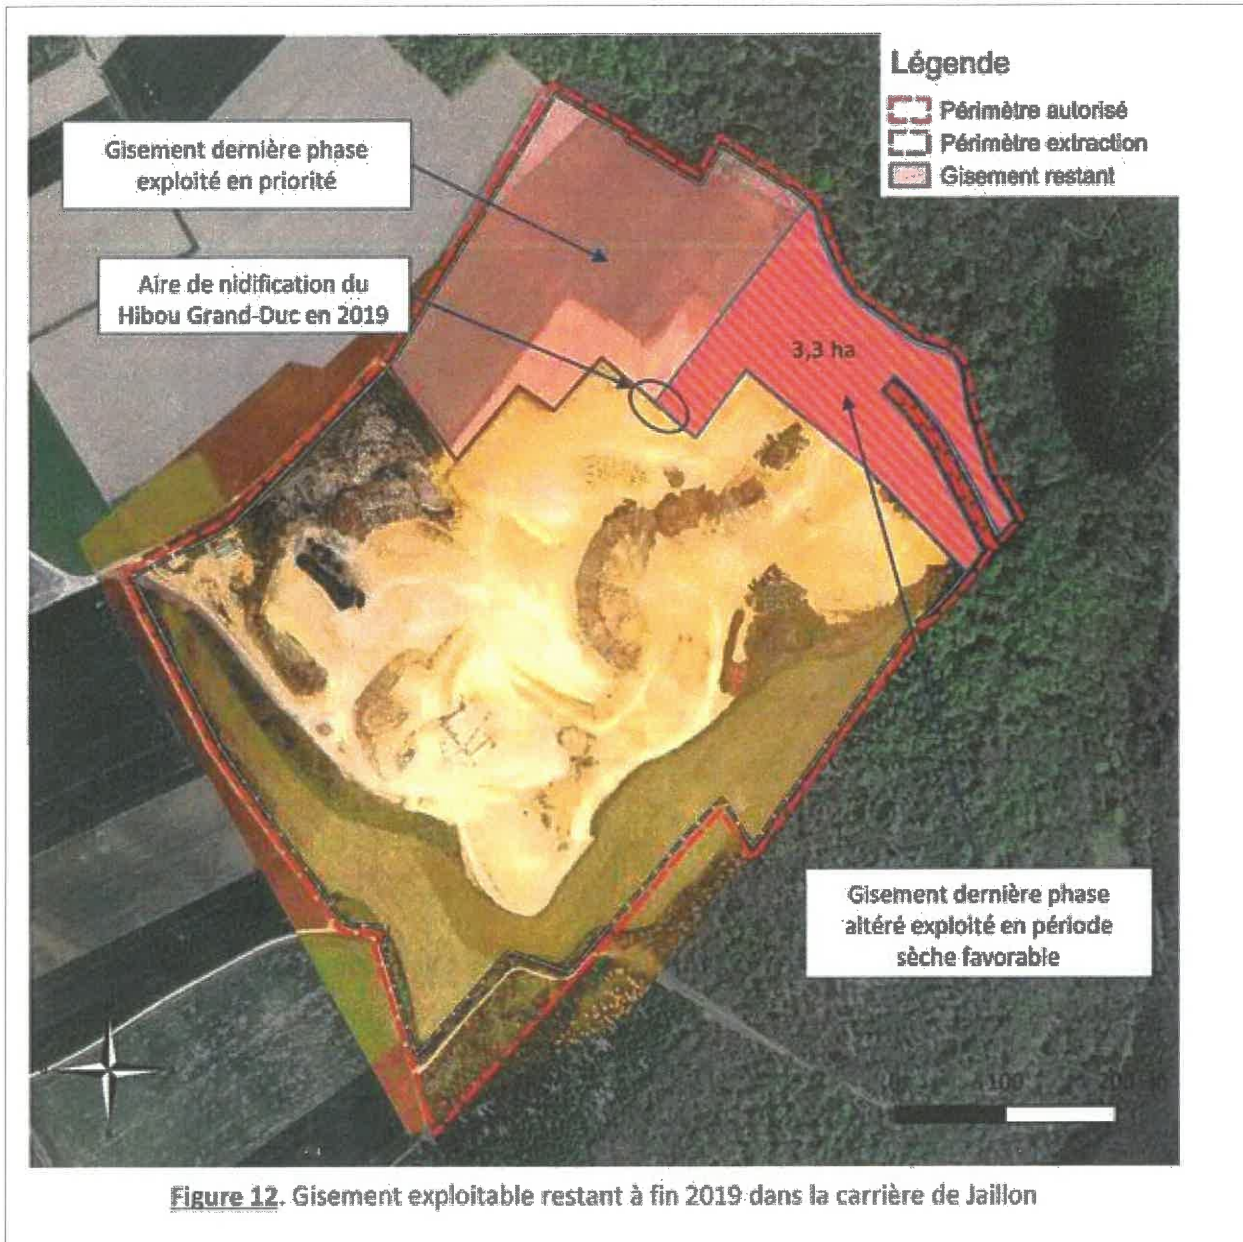 Légende
Périmètre autorisé
Périmètre extraction
Gisement restant
Gisement dernière phase
exploité en priorité
Aire de nidification du
Hibou Grand-Duc en 2019
3,3 ha
Gisement dernière phase
altéré exploité en période
sèche favorable
0 100 200 m
Figure 12. Gisement exploitable restant à fin 2019 dans la carrière de Jaillon